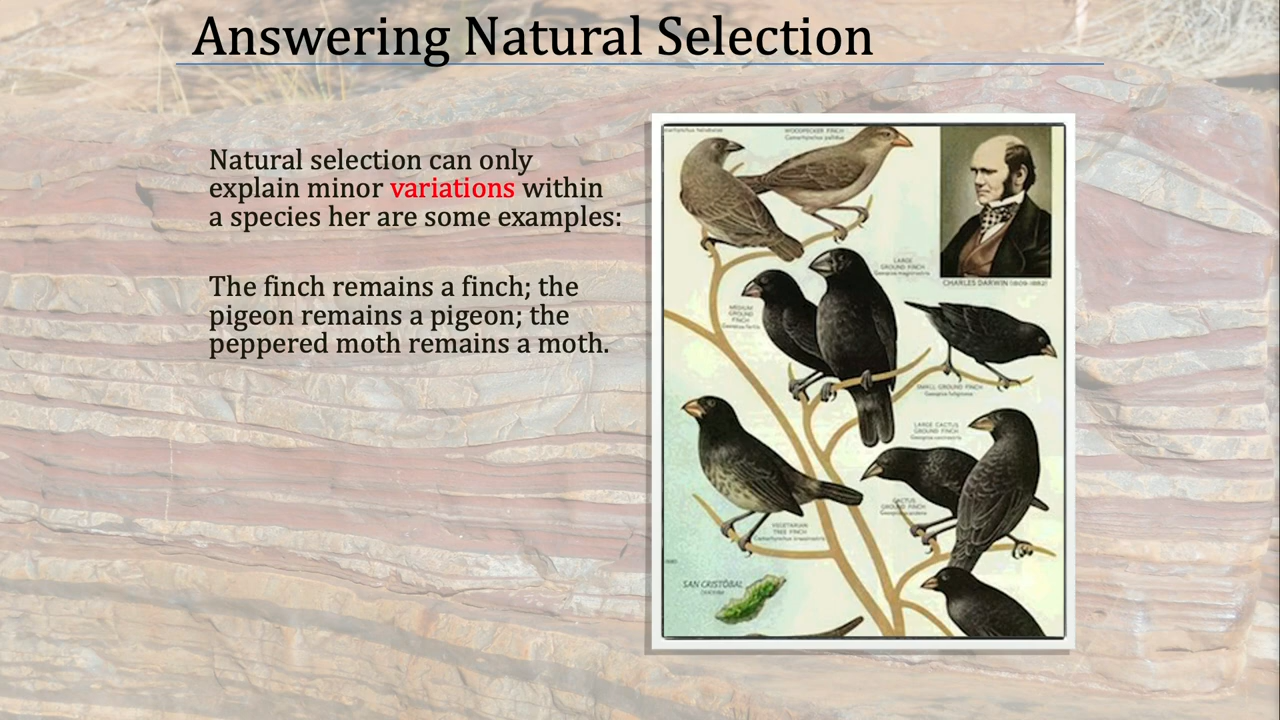 Answering Natural Selection
Natural selection can only
explain minor variations within
a species her are some examples:
The finch remains a finch; the
pigeon remains a pigeon; the
peppered moth remains a moth.
WOODPECKER FINCH
CHARLES DARWIN (1809-1882)
LARGE
GROUND FINCH
MEDIUM
GROUND
FINCH
SMALL GROUND FINCH
LARGE CACTUS
GROUND FINCH
CACTUS
GROUND FINCH
VEGETARIAN
TREE FINCH
SAN CRISTÓBAL